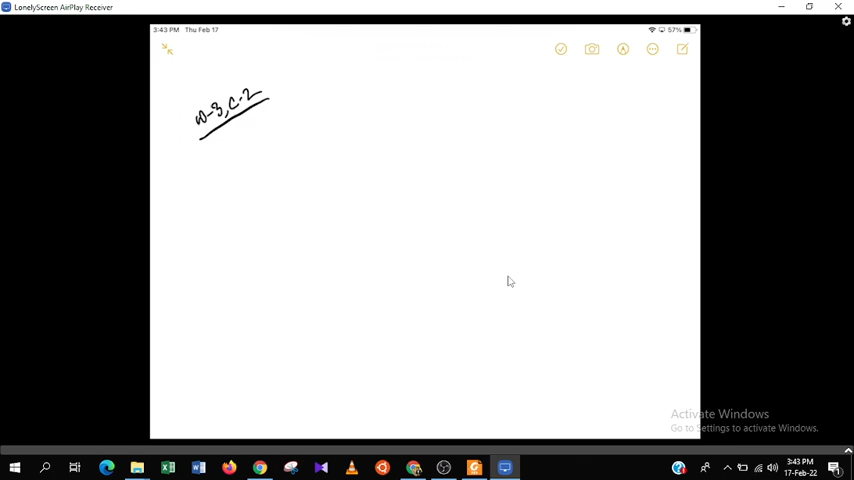 LonelyScreen AirPlay Receiver
3:43 PM Thu Feb 17
57%
W-3, C-2
Activate Windows
Go to Settings to activate Windows.
3:43 PM
17-Feb-22